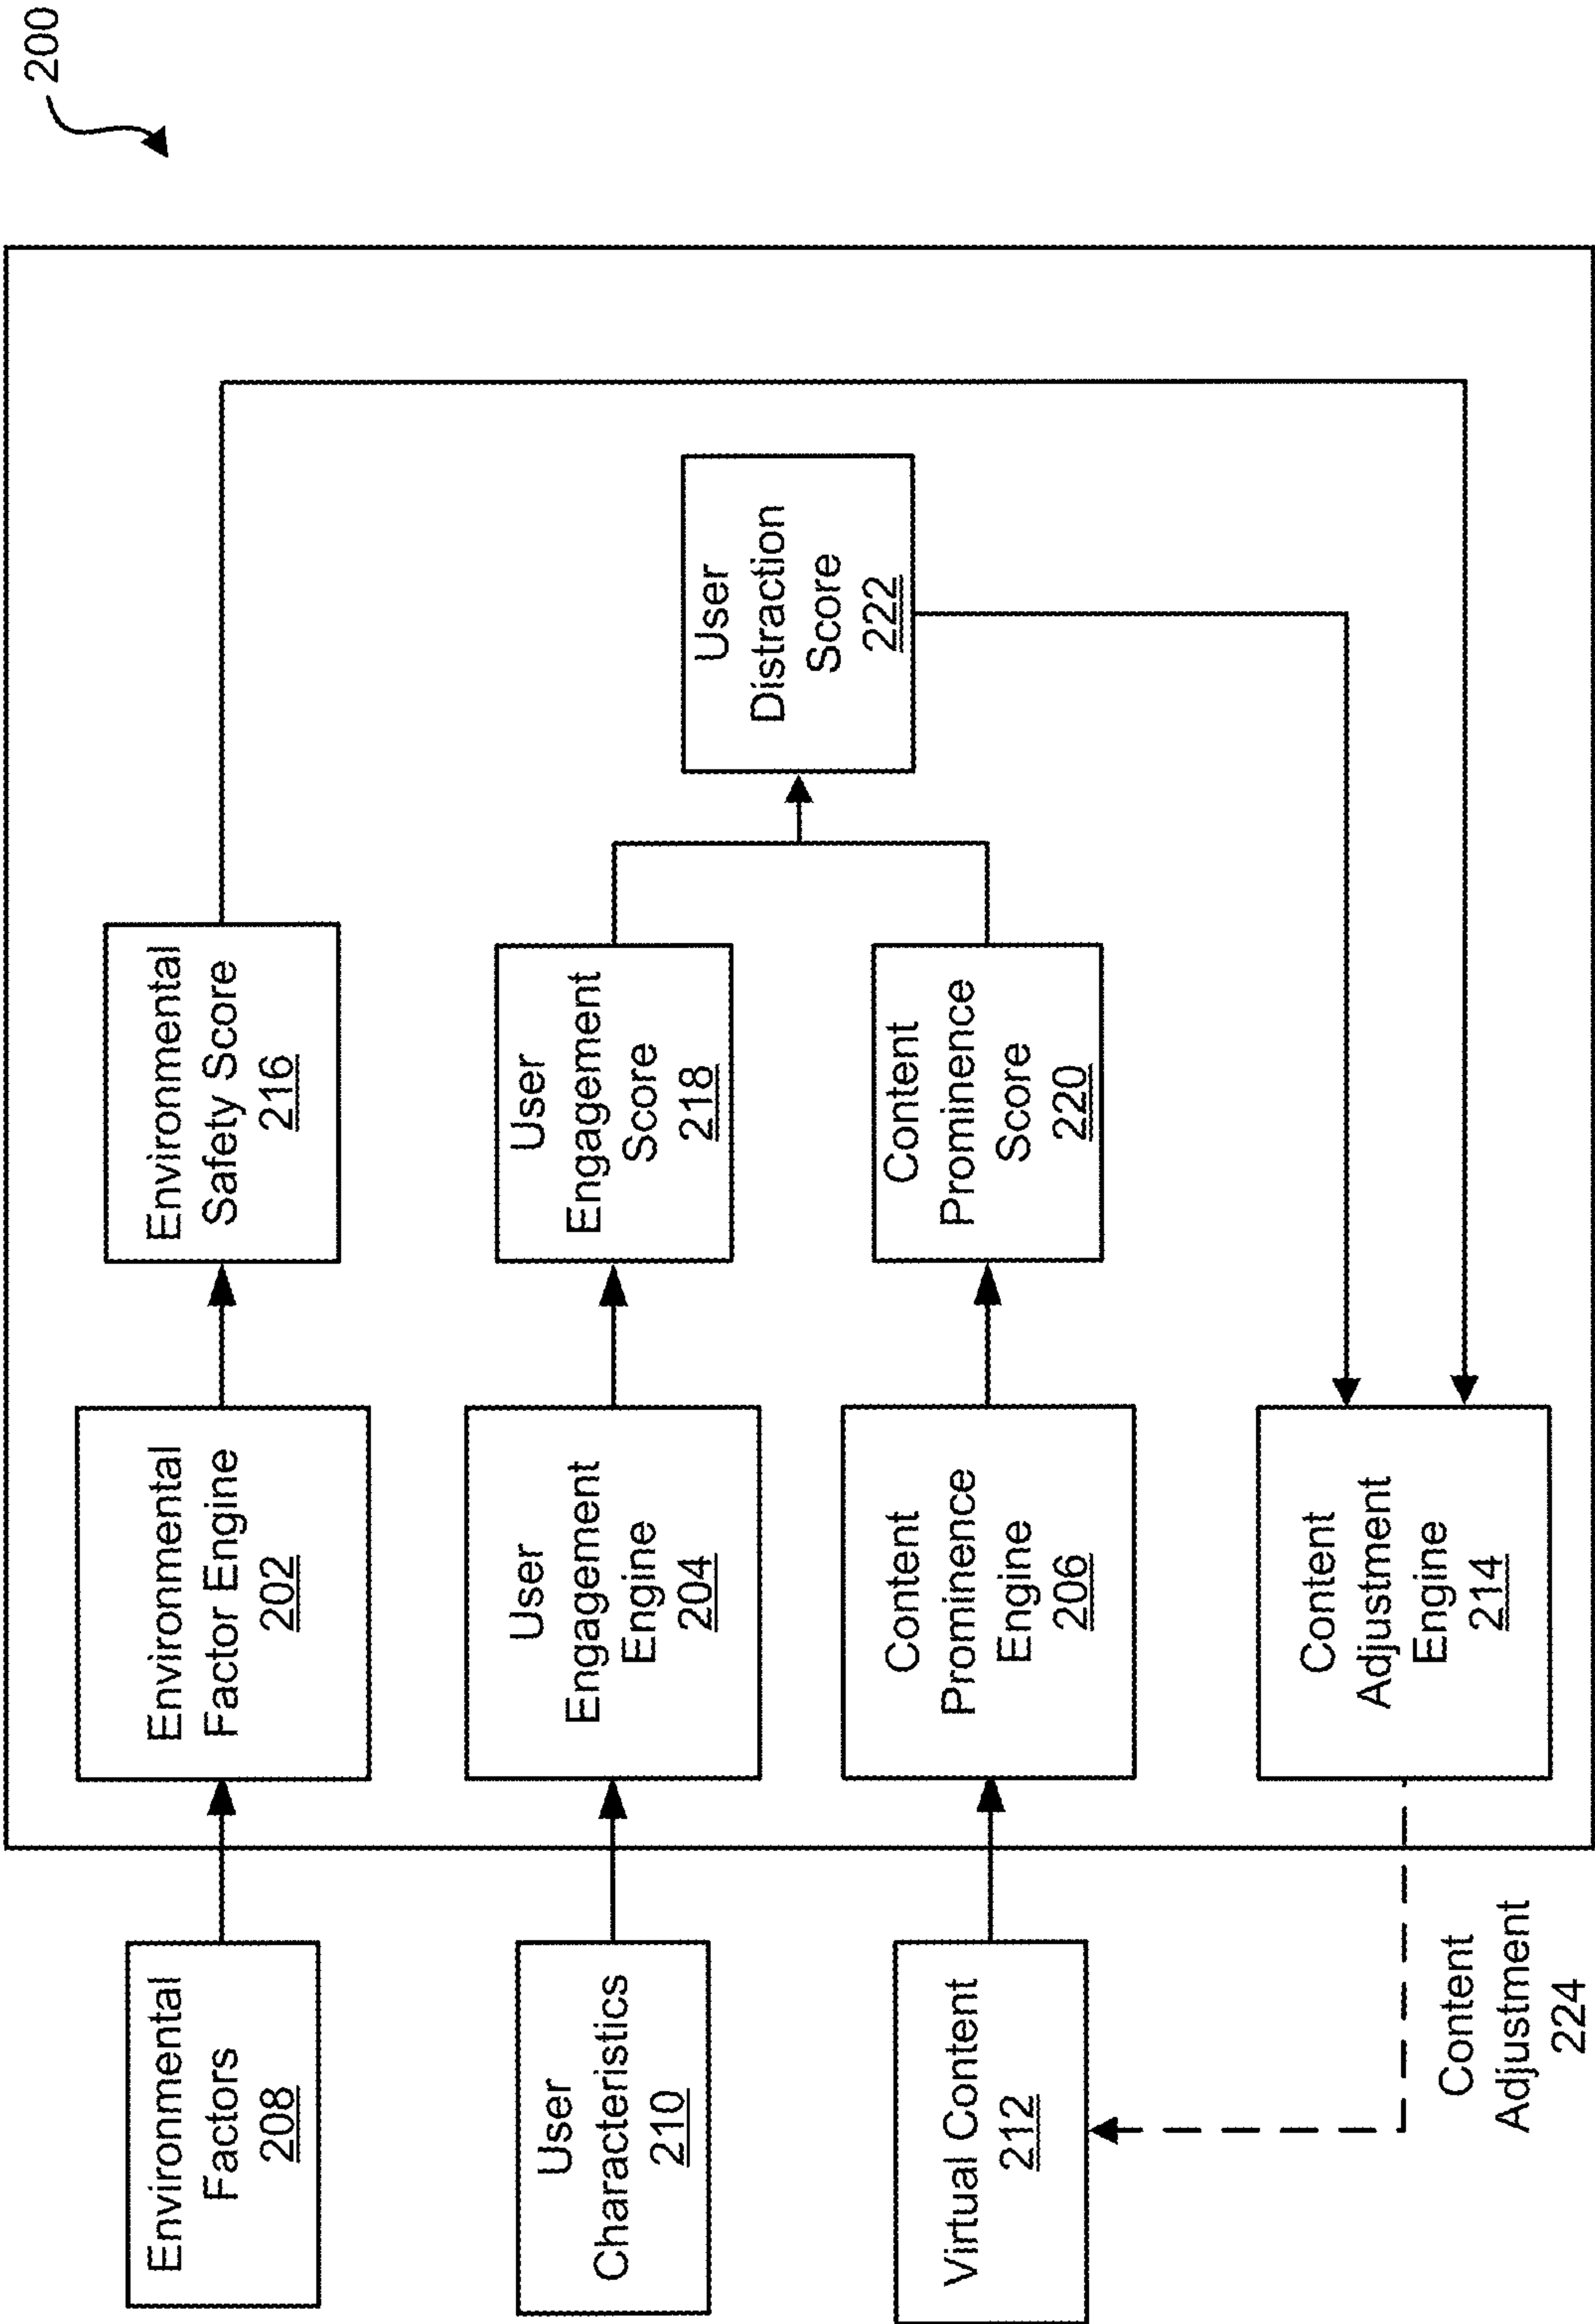 200
Environmental
Factors
208
Environmental
Factor Engine
202
Environmental
Safety Score
216
User
Characteristics
210
User
Engagement
Engine
204
User
Engagement
Score
218
User
Distraction
Score
222
Virtual Content
212
Content
Prominence
Engine
206
Content
Prominence
Score
220
Content
Adjustment
Engine
214
Content
Adjustment
224